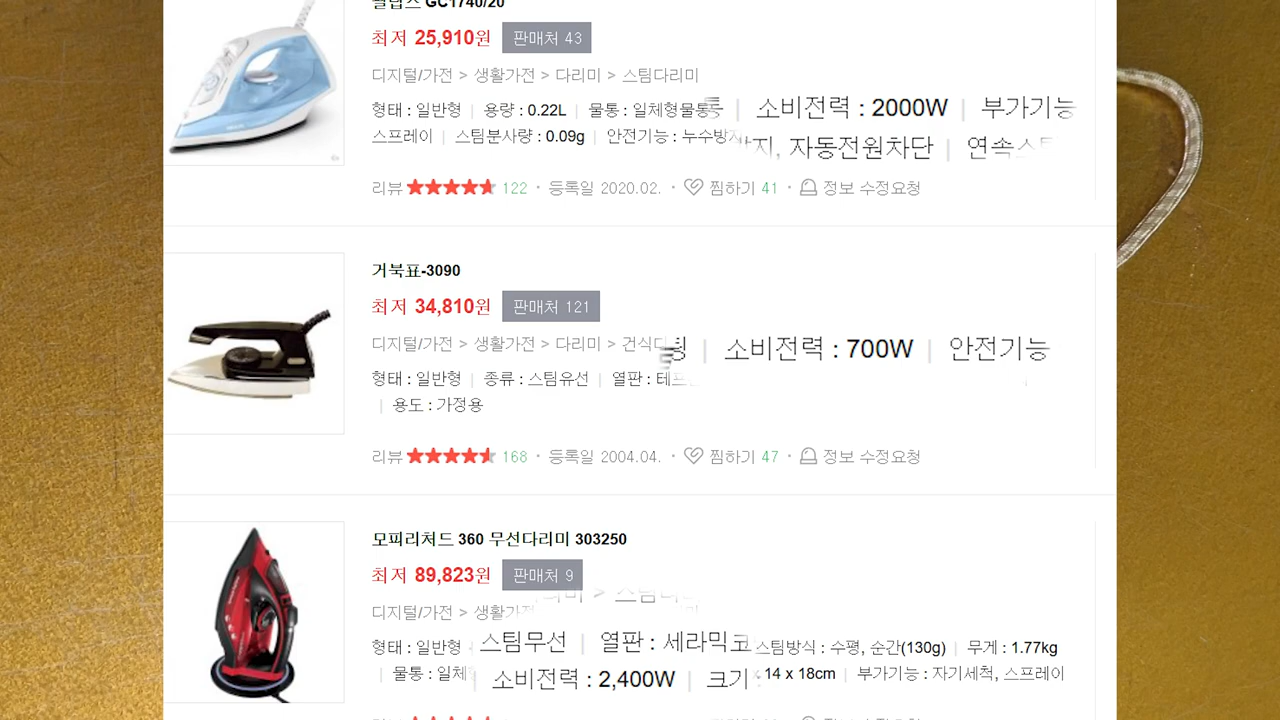 필립스 GC1740/20
최저 25,910원 판매처 43
디지털/가전 > 생활가전 > 다리미 > 스팀다리미
형태 : 일반형 | 용량 : 0.22L | 물통 : 일체형물통 | 소비전력 : 2000W | 부가기능
스프레이 | 스팀분사량 : 0.09g | 안전기능 : 누수방지, 자동전원차단 | 연속스팀
리뷰 122 · 등록일 2020.02. · 찜하기 41 · 정보 수정요청
거북표-3090
최저 34,810원 판매처 121
디지털/가전 > 생활가전 > 다리미 > 건식다
형태 : 일반형 | 종류 : 스팀유선 | 열판 : 테프 | 소비전력 : 700W | 안전기능
| 용도 : 가정용
리뷰 168 · 등록일 2004.04. · 찜하기 47 · 정보 수정요청
모피리처드 360 무선다리미 303250
최저 89,823원 판매처 9
디지털/가전 > 생활가전 > 스팀다
형태 : 일반형 스팀무선 | 열판 : 세라믹코 스팀방식 : 수평, 순간(130g) | 무게 : 1.77kg
| 물통 : 일체 | 소비전력 : 2,400W | 크기 : 14 x 18cm | 부가기능 : 자기세척, 스프레이